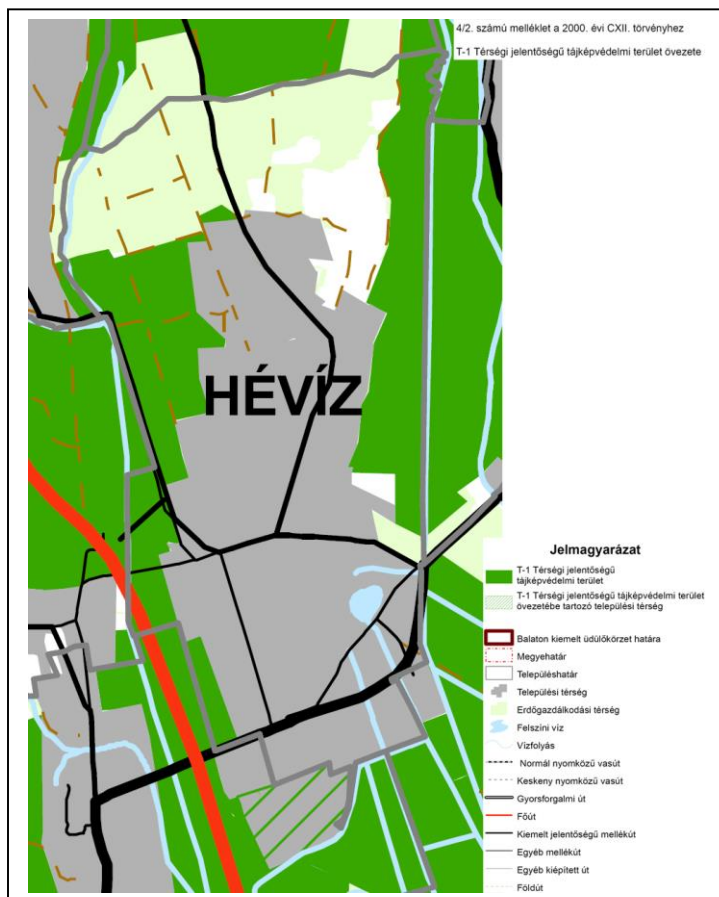 4/2. számú melléklet a 2000. évi CXII. törvényhez
T-1 Térségi jelentőségű tájképvédelmi terület övezete
HÉVÍZ
Jelmagyarázat
T-1 Térségi jelentőségű
tájképvédelmi terület
T-1 Térségi jelentőségű tájképvédelmi terület
övezetébe tartozó települési térség
Balaton kiemelt üdülőkörzet határa
Megyehatár
Településhatár
Települési térség
Erdőgazdálkodási térség
Felszíni víz
Vízfolyás
Normál nyomközű vasút
Keskeny nyomközű vasút
Gyorsforgalmi út
Főút
Kiemelt jelentőségű mellékút
Egyéb mellékút
Egyéb kiépített út
Földút